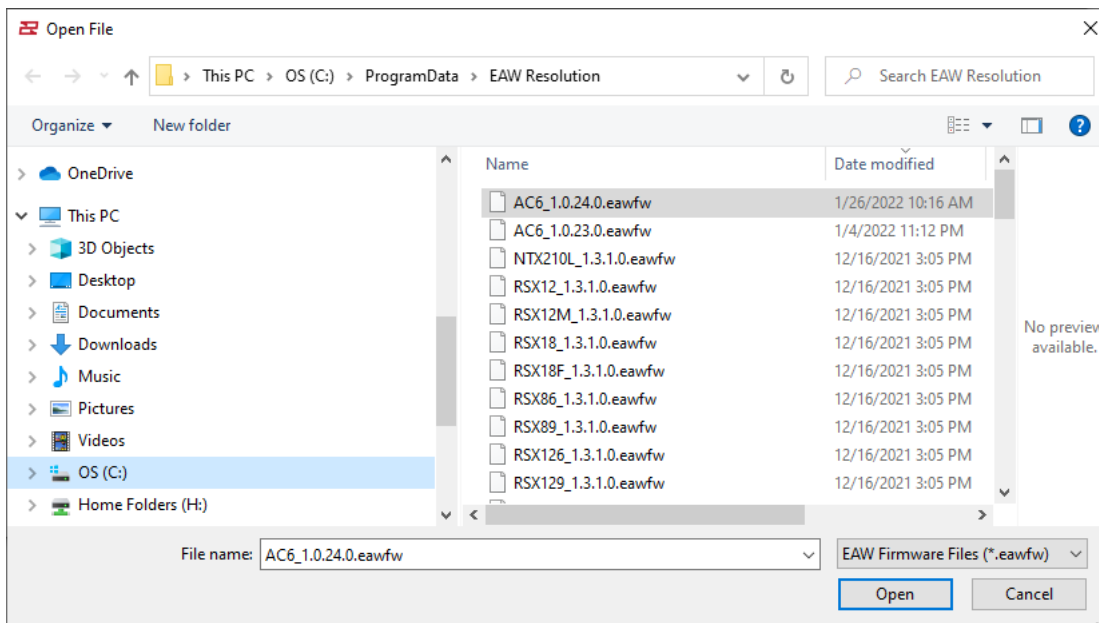 Open File
This PC > OS (C:) > ProgramData > EAW Resolution
Search EAW Resolution
Organize
New folder
OneDrive
This PC
3D Objects
Desktop
Documents
Downloads
Music
Pictures
Videos
OS (C:)
Home Folders (H:)
Name Date modified
AC6_1.0.24.0.eawfw 1/26/2022 10:16 AM
AC6_1.0.23.0.eawfw 1/4/2022 11:12 PM
NTX210L_1.3.1.0.eawfw 12/16/2021 3:05 PM
RSX12_1.3.1.0.eawfw 12/16/2021 3:05 PM
RSX12M_1.3.1.0.eawfw 12/16/2021 3:05 PM
RSX18_1.3.1.0.eawfw 12/16/2021 3:05 PM
RSX18F_1.3.1.0.eawfw 12/16/2021 3:05 PM
RSX86_1.3.1.0.eawfw 12/16/2021 3:05 PM
RSX89_1.3.1.0.eawfw 12/16/2021 3:05 PM
RSX126_1.3.1.0.eawfw 12/16/2021 3:05 PM
RSX129_1.3.1.0.eawfw 12/16/2021 3:05 PM
No preview
available.
File name: AC6_1.0.24.0.eawfw
EAW Firmware Files (*.eawfw)
Open
Cancel